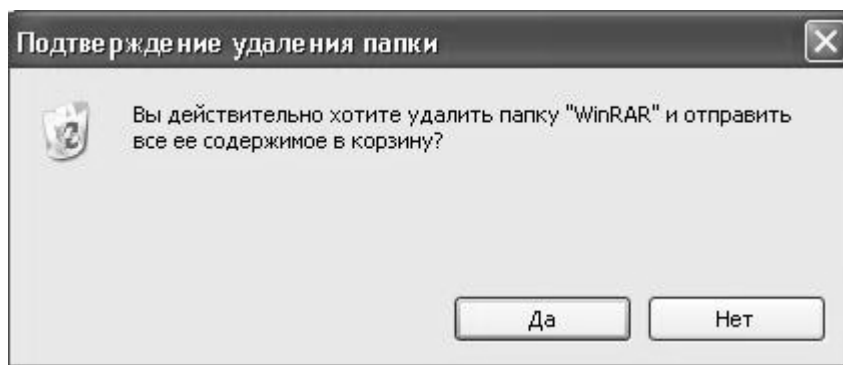 Подтверждение удаления папки
Вы действительно хотите удалить папку "WinRAR" и отправить
все ее содержимое в корзину?
Да
Нет